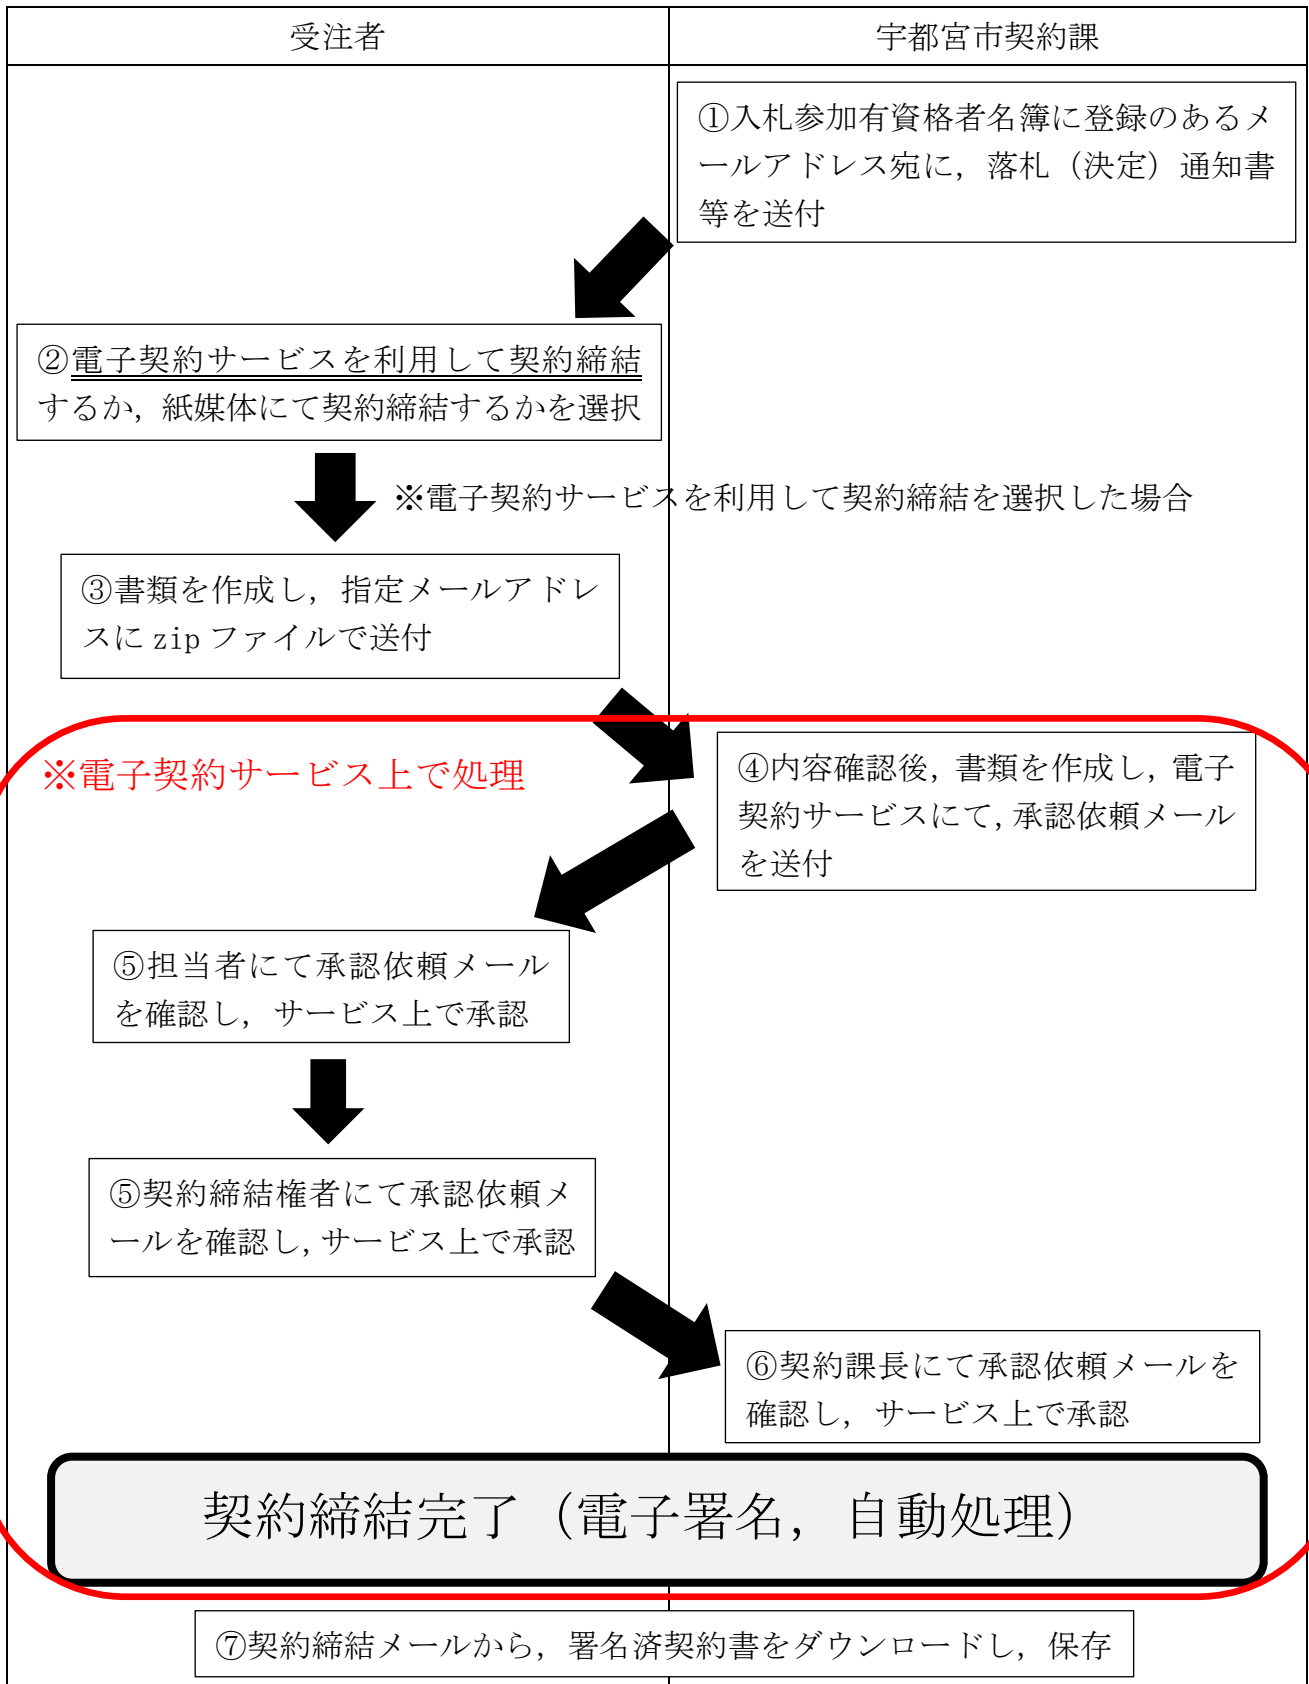 受注者
宇都宮市契約課
①入札参加有資格者名簿に登録のあるメ
ールアドレス宛に，落札（決定）通知書
等を送付
②電子契約サービスを利用して契約締結
するか，紙媒体にて契約締結するかを選択
※電子契約サービスを利用して契約締結を選択した場合
③書類を作成し，指定メールアドレ
スに zip ファイルで送付
※電子契約サービス上で処理
④内容確認後，書類を作成し，電子
契約サービスにて，承認依頼メール
を送付
⑤担当者にて承認依頼メール
を確認し，サービス上で承認
⑤契約締結権者にて承認依頼メ
ールを確認し，サービス上で承認
⑥契約課長にて承認依頼メールを
確認し，サービス上で承認
契約締結完了（電子署名，自動処理）
⑦契約締結メールから，署名済契約書をダウンロードし，保存